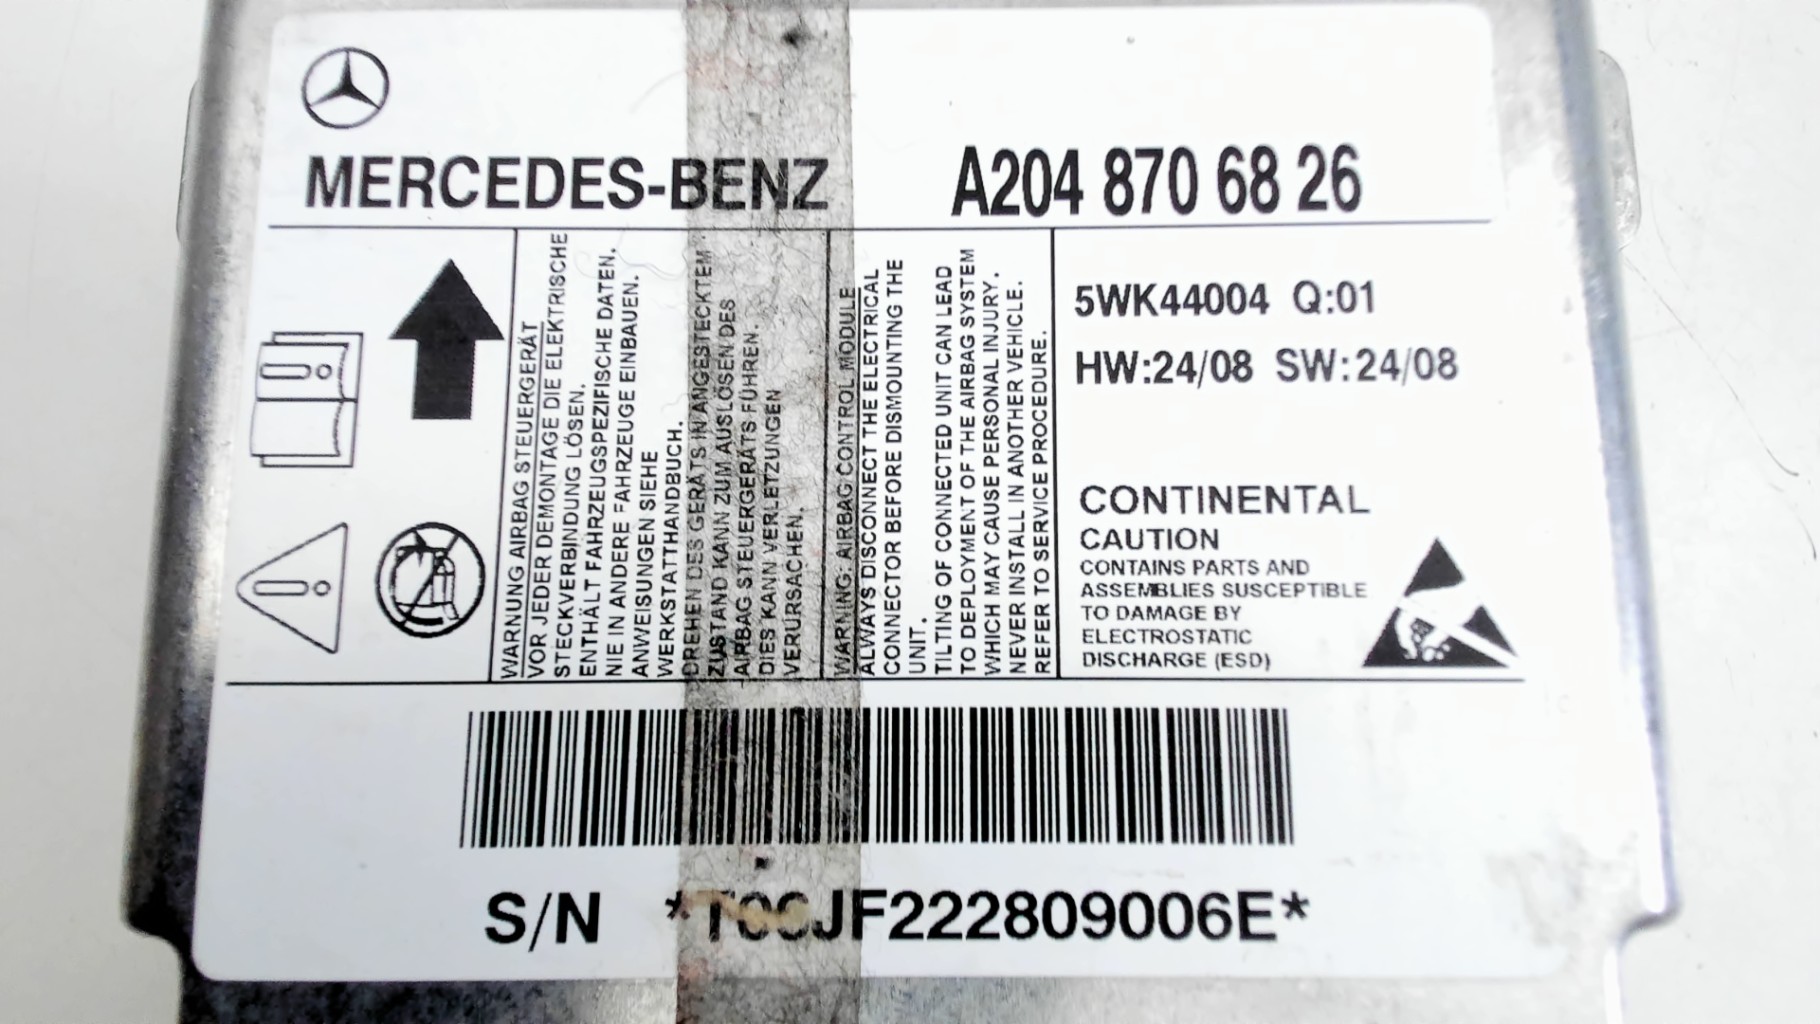 MERCEDES-BENZ
A204 870 68 26
WARNUNG AIRBAG STEUERGERÄT
VOR JEDER DEMONTAGE DIE ELEKTRISCHE
STECKVERBINDUNG LÖSEN.
ENTHÄLT FAHRZEUGSPEZIFISCHE DATEN.
NIE IN ANDERE FAHRZEUGE EINBAUEN.
ANWEISUNGEN SIEHE
WERKSTATTHANDBUCH.
DREHEN DES GERÄTS IN ANGESTECKTEM
ZUSTAND KANN ZUM AUSLÖSEN DES
AIRBAG STEUERGERÄTS FÜHREN.
DIES KANN VERLETZUNGEN
VERURSACHEN.
WARNING: AIRBAG CONTROL MODULE
ALWAYS DISCONNECT THE ELECTRICAL
CONNECTOR BEFORE DISMOUNTING THE
UNIT.
TILTING OF CONNECTED UNIT CAN LEAD
TO DEPLOYMENT OF THE AIRBAG SYSTEM
WHICH MAY CAUSE PERSONAL INJURY.
NEVER INSTALL IN ANOTHER VEHICLE.
REFER TO SERVICE PROCEDURE.
5WK44004 Q:01
HW:24/08 SW:24/08
CONTINENTAL
CAUTION
CONTAINS PARTS AND
ASSEMBLIES SUSCEPTIBLE
TO DAMAGE BY
ELECTROSTATIC
DISCHARGE (ESD)
S/N